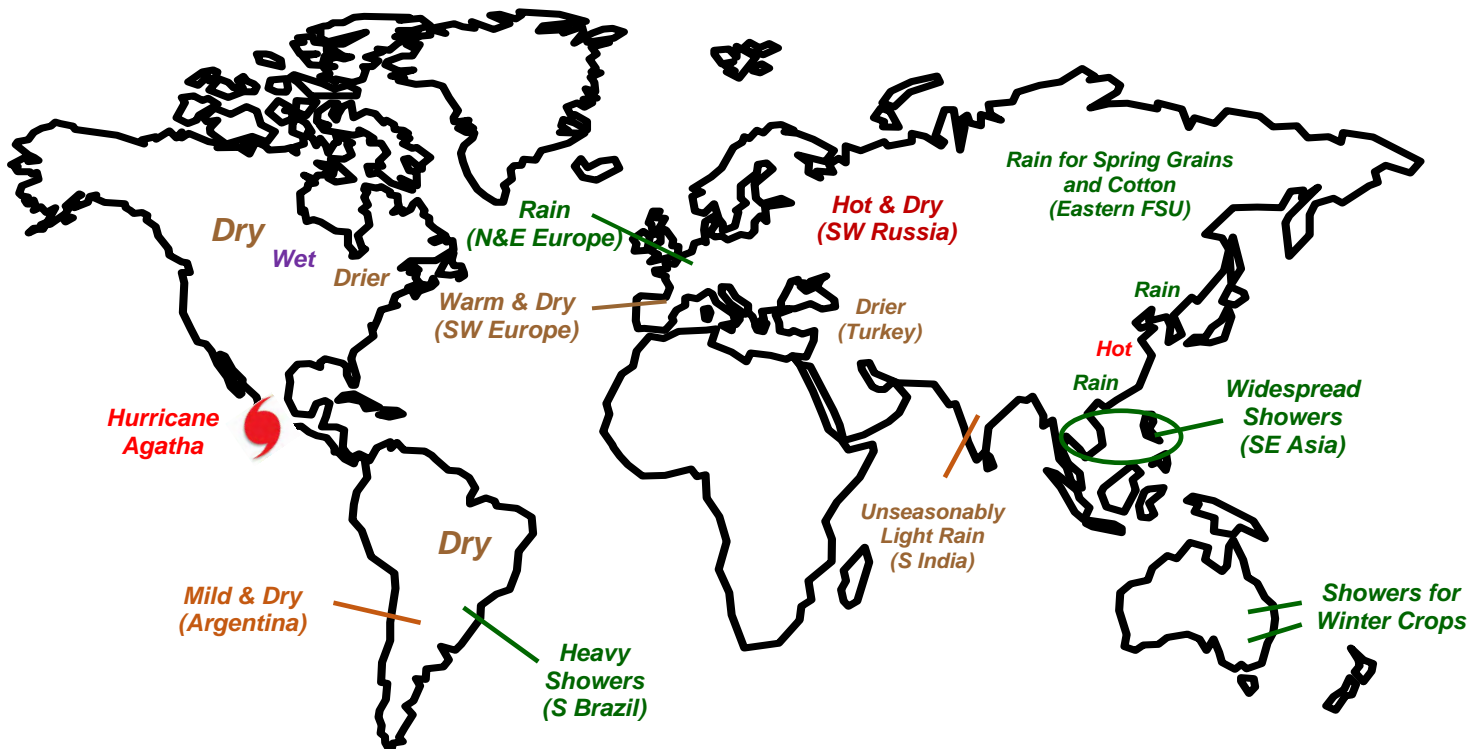 Rain for Spring Grains
and Cotton
(Eastern FSU)
Rain
(N&E Europe)
Hot & Dry
(SW Russia)
Dry
Wet
Drier
Warm & Dry
(SW Europe)
Drier
(Turkey)
Rain
Hot
Rain
Widespread
Showers
(SE Asia)
Hurricane
Agatha
Unseasonably
Light Rain
(S India)
Dry
Mild & Dry
(Argentina)
Heavy
Showers
(S Brazil)
Showers for
Winter Crops